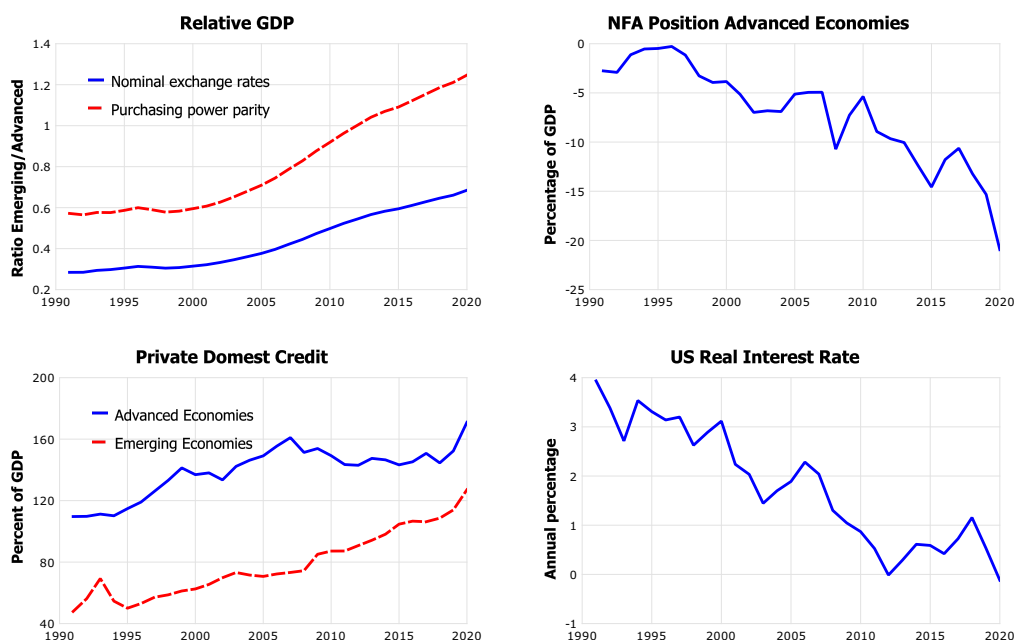 Relative GDP
Ratio Emerging/Advanced
1.4
1.2
1
0.8
0.6
0.4
0.2
Nominal exchange rates
Purchasing power parity
1990 1995 2000 2005 2010 2015 2020
NFA Position Advanced Economies
Percentage of GDP
0
-5
-10
-15
-20
-25
1990 1995 2000 2005 2010 2015 2020
Private Domest Credit
Percent of GDP
200
160
120
80
40
Advanced Economies
Emerging Economies
1990 1995 2000 2005 2010 2015 2020
US Real Interest Rate
Annual percentage
4
3
2
1
0
-1
1990 1995 2000 2005 2010 2015 2020